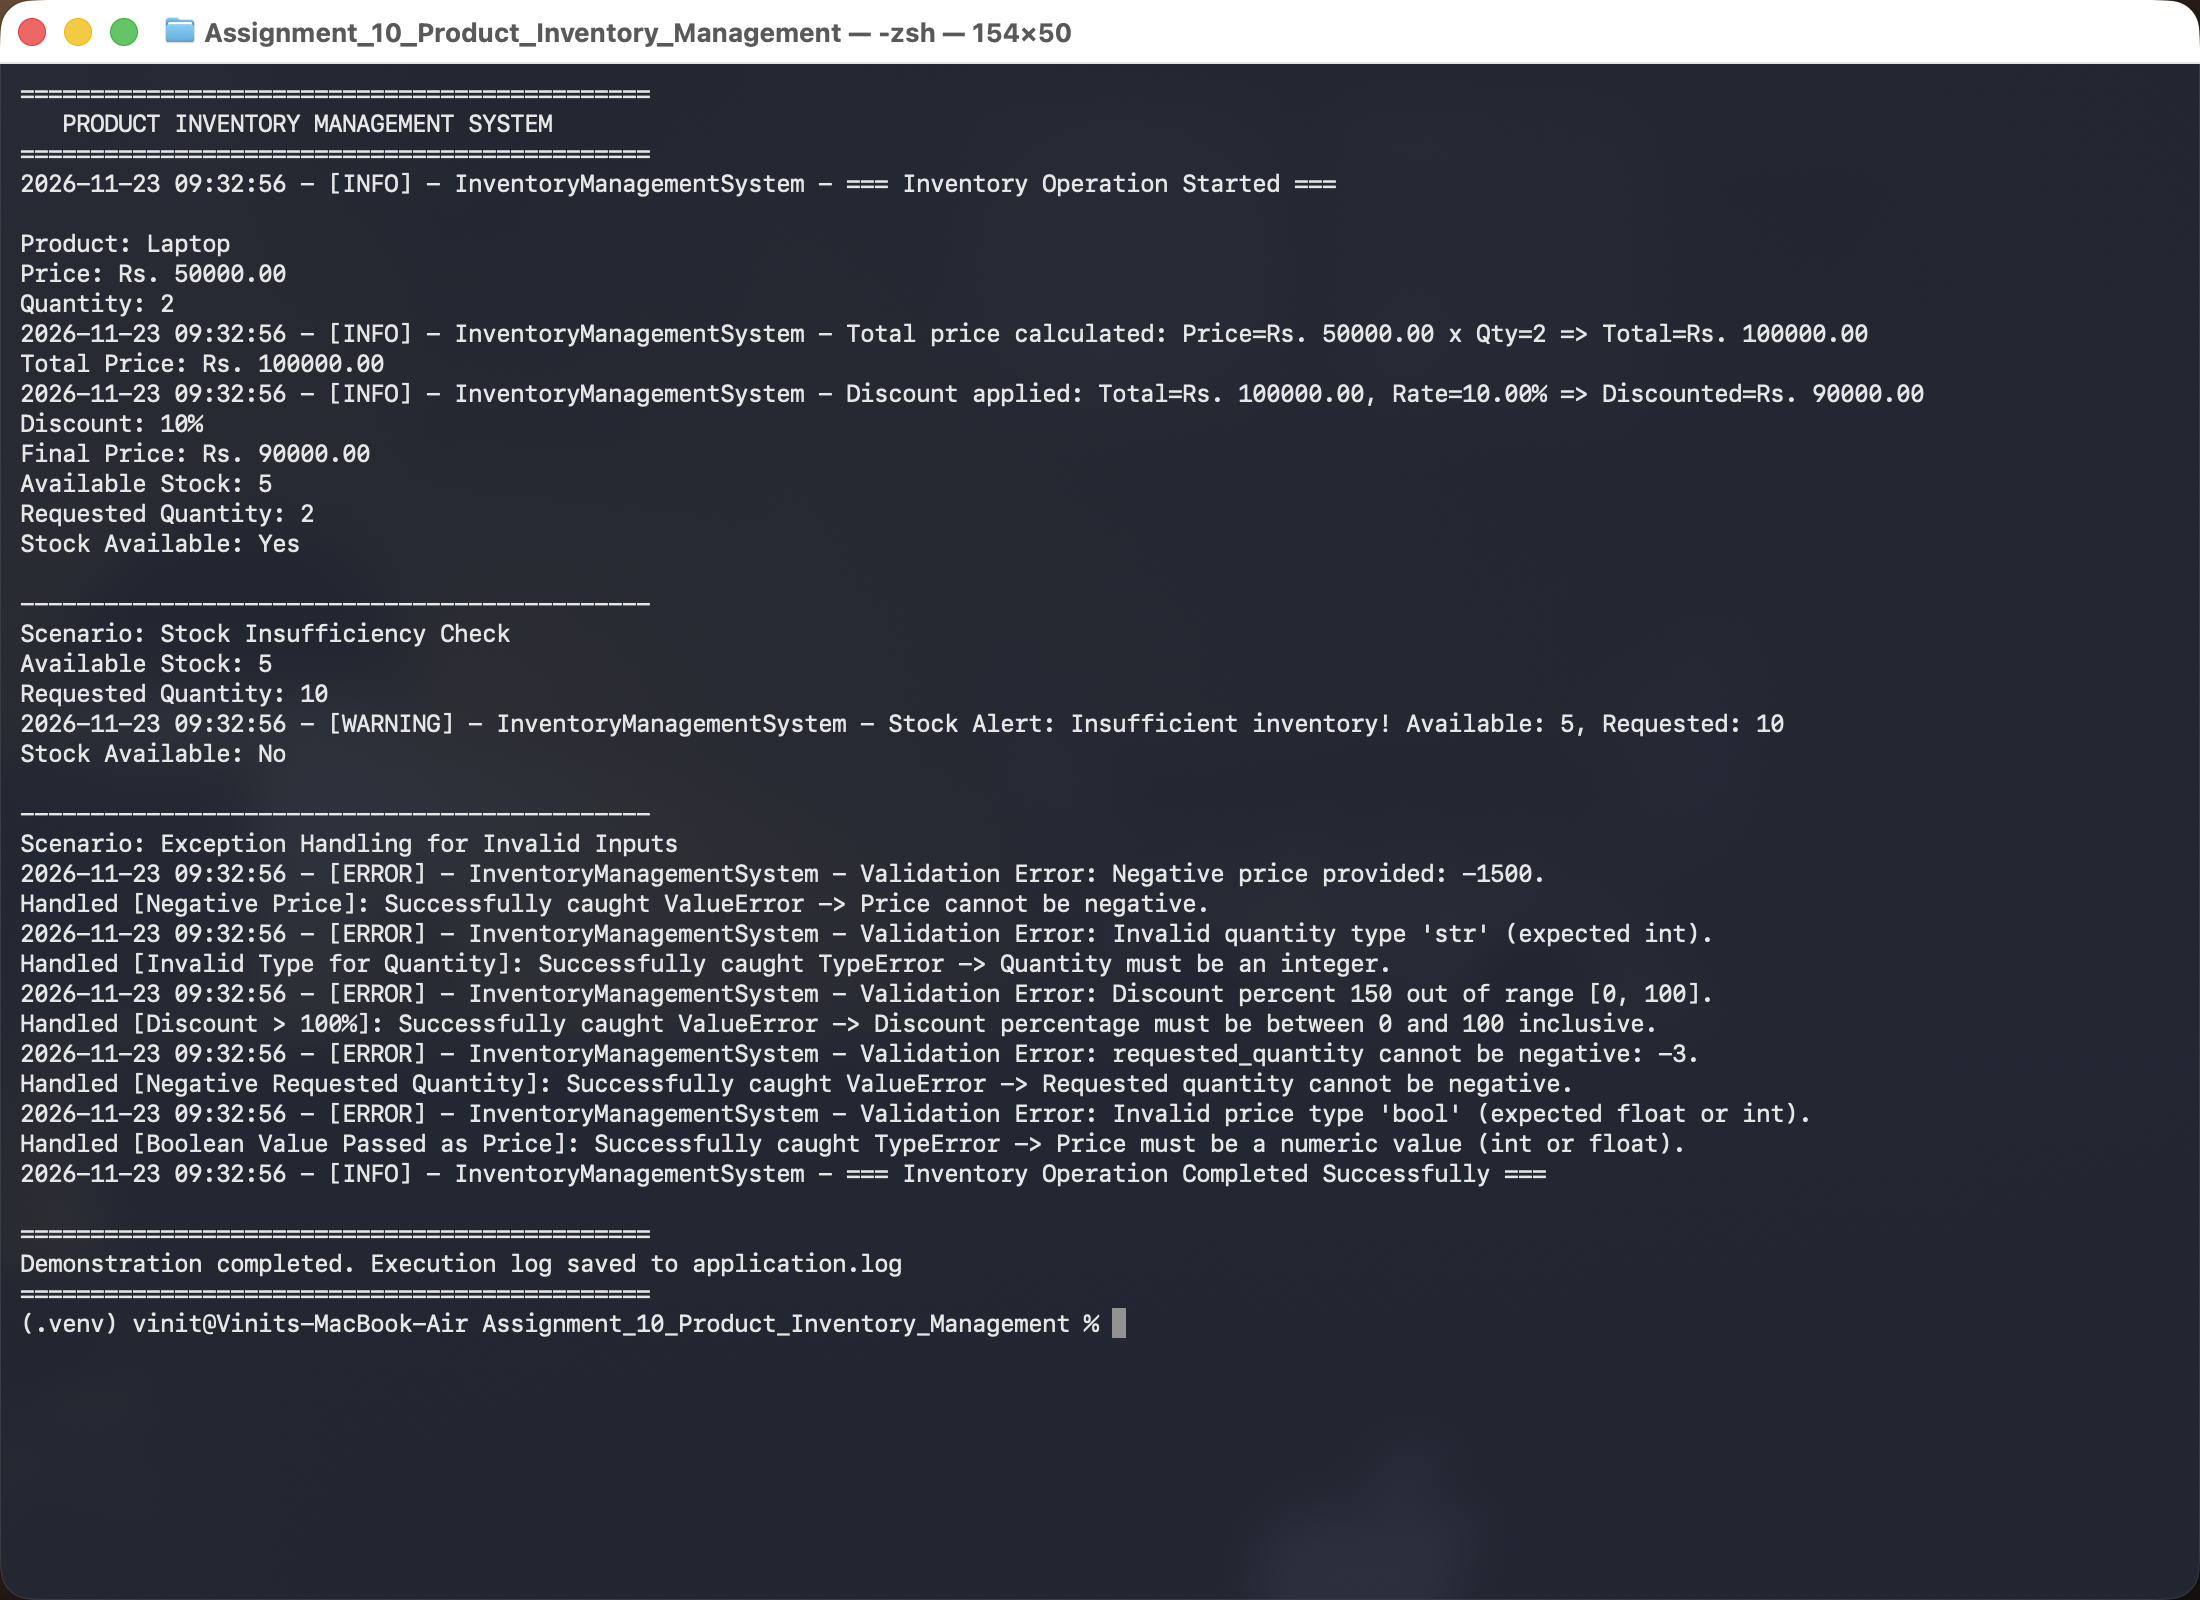 Assignment_10_Product_Inventory_Management — -zsh — 154×50
=============================================
   PRODUCT INVENTORY MANAGEMENT SYSTEM
=============================================
2026-11-23 09:32:56 - [INFO] - InventoryManagementSystem - === Inventory Operation Started ===

Product: Laptop
Price: Rs. 50000.00
Quantity: 2
2026-11-23 09:32:56 - [INFO] - InventoryManagementSystem - Total price calculated: Price=Rs. 50000.00 x Qty=2 => Total=Rs. 100000.00
Total Price: Rs. 100000.00
2026-11-23 09:32:56 - [INFO] - InventoryManagementSystem - Discount applied: Total=Rs. 100000.00, Rate=10.00% => Discounted=Rs. 90000.00
Discount: 10%
Final Price: Rs. 90000.00
Available Stock: 5
Requested Quantity: 2
Stock Available: Yes

---------------------------------------------
Scenario: Stock Insufficiency Check
Available Stock: 5
Requested Quantity: 10
2026-11-23 09:32:56 - [WARNING] - InventoryManagementSystem - Stock Alert: Insufficient inventory! Available: 5, Requested: 10
Stock Available: No

---------------------------------------------
Scenario: Exception Handling for Invalid Inputs
2026-11-23 09:32:56 - [ERROR] - InventoryManagementSystem - Validation Error: Negative price provided: -1500.
Handled [Negative Price]: Successfully caught ValueError -> Price cannot be negative.
2026-11-23 09:32:56 - [ERROR] - InventoryManagementSystem - Validation Error: Invalid quantity type 'str' (expected int).
Handled [Invalid Type for Quantity]: Successfully caught TypeError -> Quantity must be an integer.
2026-11-23 09:32:56 - [ERROR] - InventoryManagementSystem - Validation Error: Discount percent 150 out of range [0, 100].
Handled [Discount > 100%]: Successfully caught ValueError -> Discount percentage must be between 0 and 100 inclusive.
2026-11-23 09:32:56 - [ERROR] - InventoryManagementSystem - Validation Error: requested_quantity cannot be negative: -3.
Handled [Negative Requested Quantity]: Successfully caught ValueError -> Requested quantity cannot be negative.
2026-11-23 09:32:56 - [ERROR] - InventoryManagementSystem - Validation Error: Invalid price type 'bool' (expected float or int).
Handled [Boolean Value Passed as Price]: Successfully caught TypeError -> Price must be a numeric value (int or float).
2026-11-23 09:32:56 - [INFO] - InventoryManagementSystem - === Inventory Operation Completed Successfully ===

=============================================
Demonstration completed. Execution log saved to application.log
=============================================
(.venv) vinit@Vinits-MacBook-Air Assignment_10_Product_Inventory_Management %